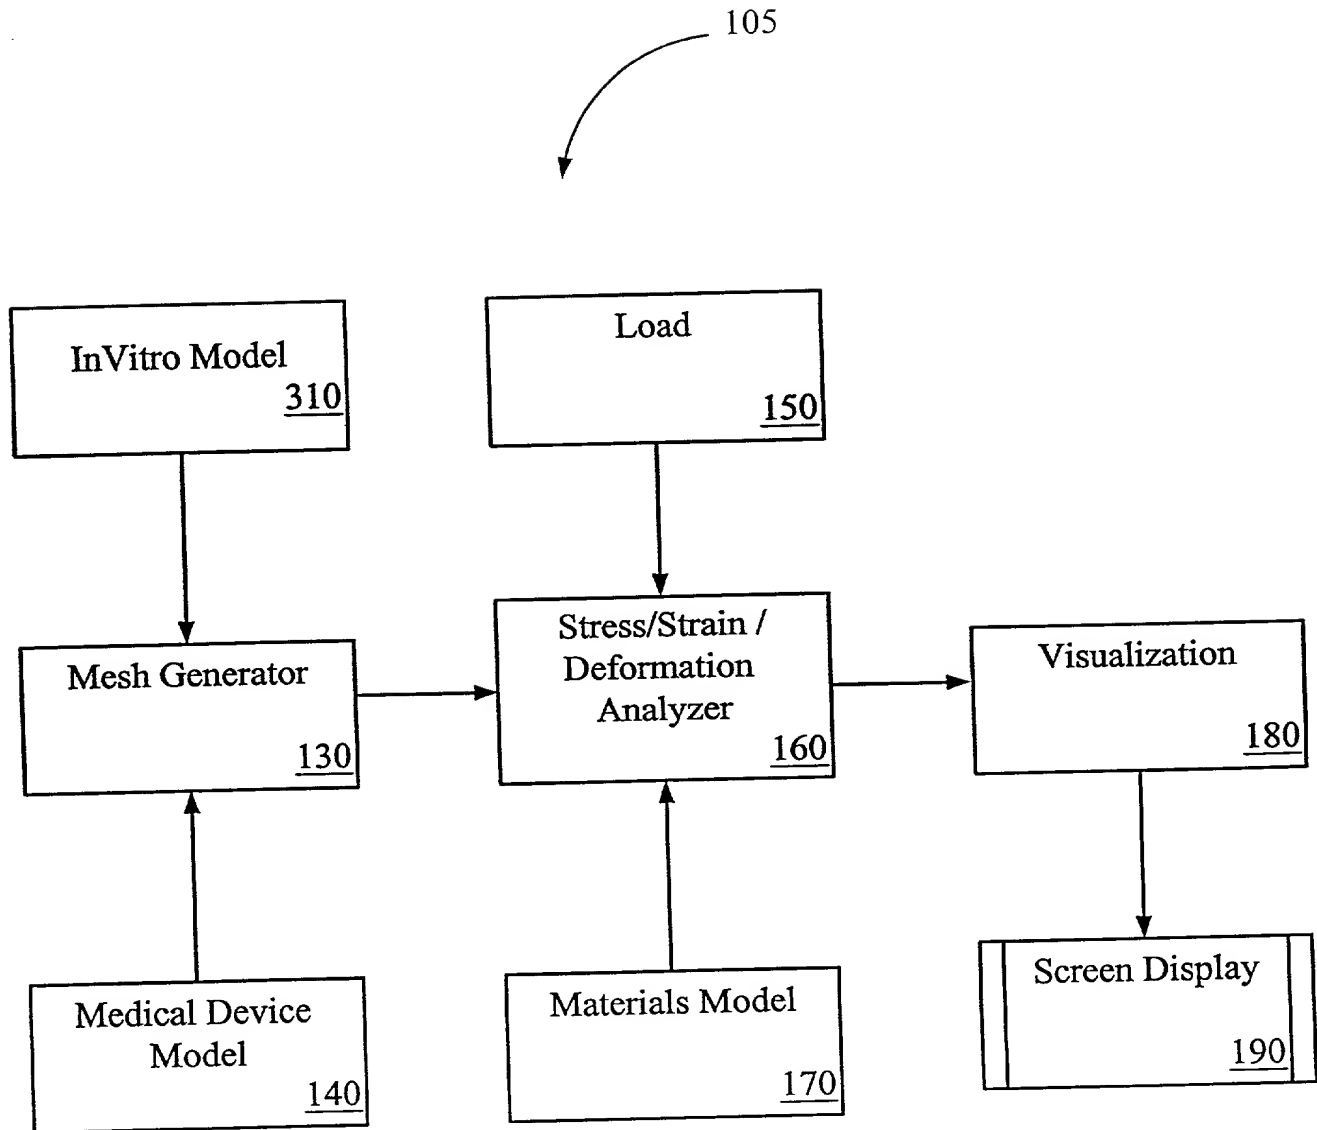 105
InVitro Model
310
Load
150
Mesh Generator
130
Stress/Strain /
Deformation
Analyzer
160
Visualization
180
Medical Device
Model
140
Materials Model
170
Screen Display
190